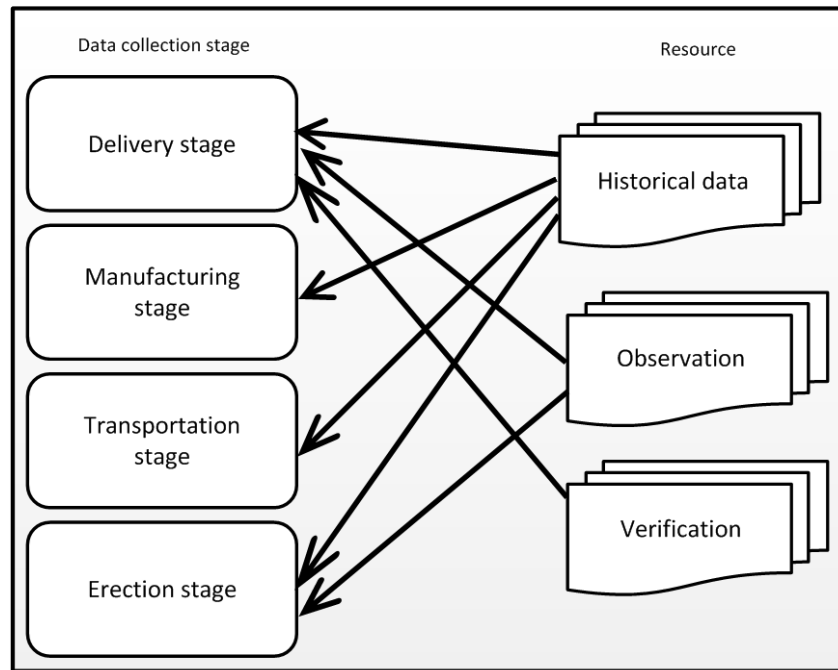 Data collection stage
Resource
Delivery stage
Historical data
Manufacturing
stage
Observation
Transportation
stage
Verification
Erection stage